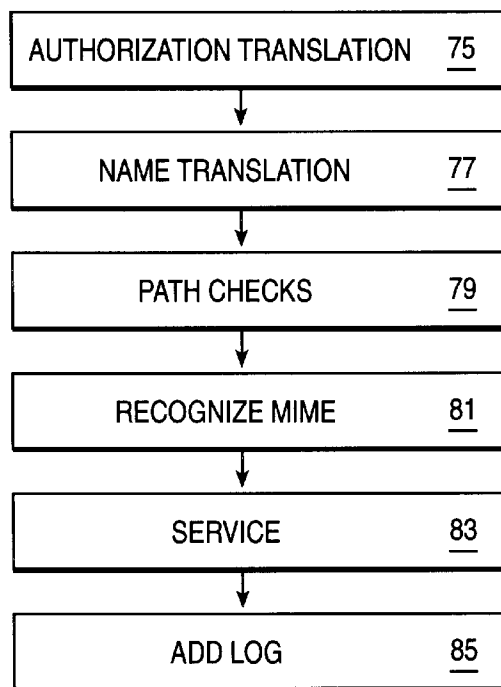 AUTHORIZATION TRANSLATION 75
NAME TRANSLATION 77
PATH CHECKS 79
RECOGNIZE MIME 81
SERVICE 83
ADD LOG 85